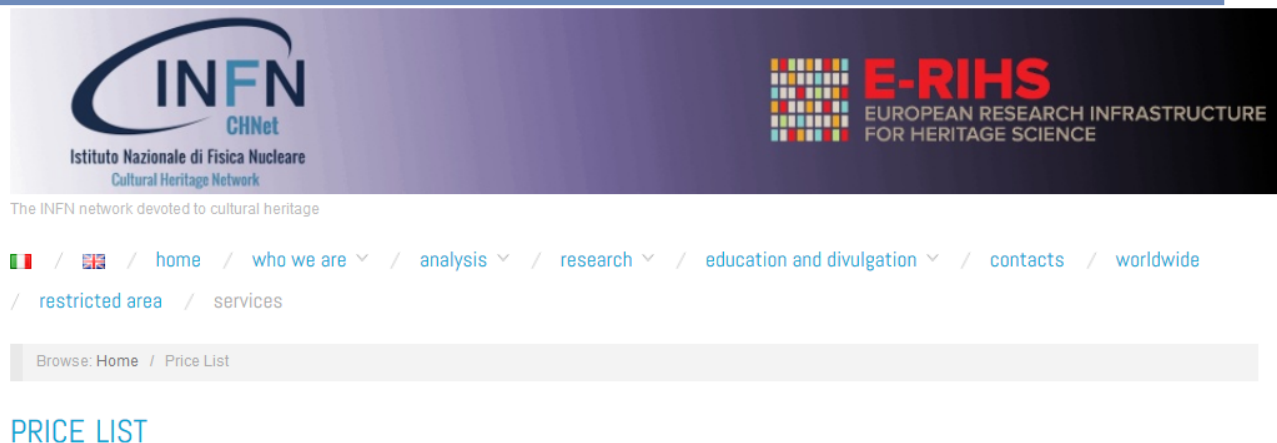 INFN
CHNet
Istituto Nazionale di Fisica Nucleare
Cultural Heritage Network
E-RIHS
EUROPEAN RESEARCH INFRASTRUCTURE
FOR HERITAGE SCIENCE
The INFN network devoted to cultural heritage
/ / home / who we are / analysis / research / education and divulgation / contacts / worldwide
/ restricted area / services
Browse: Home / Price List
PRICE LIST